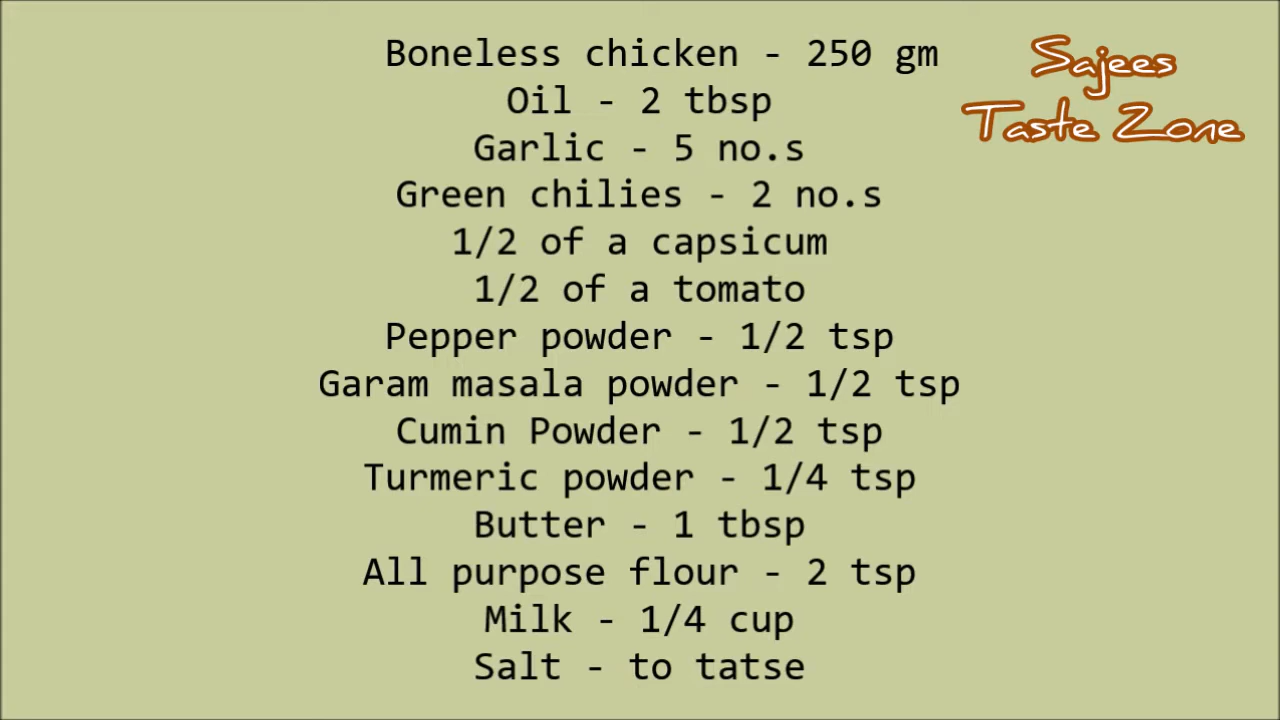 Boneless chicken - 250 gm
Oil - 2 tbsp
Garlic - 5 no.s
Green chilies - 2 no.s
1/2 of a capsicum
1/2 of a tomato
Pepper powder - 1/2 tsp
Garam masala powder - 1/2 tsp
Cumin Powder - 1/2 tsp
Turmeric powder - 1/4 tsp
Butter - 1 tbsp
All purpose flour - 2 tsp
Milk - 1/4 cup
Salt - to tatse
Sajees
Taste Zone